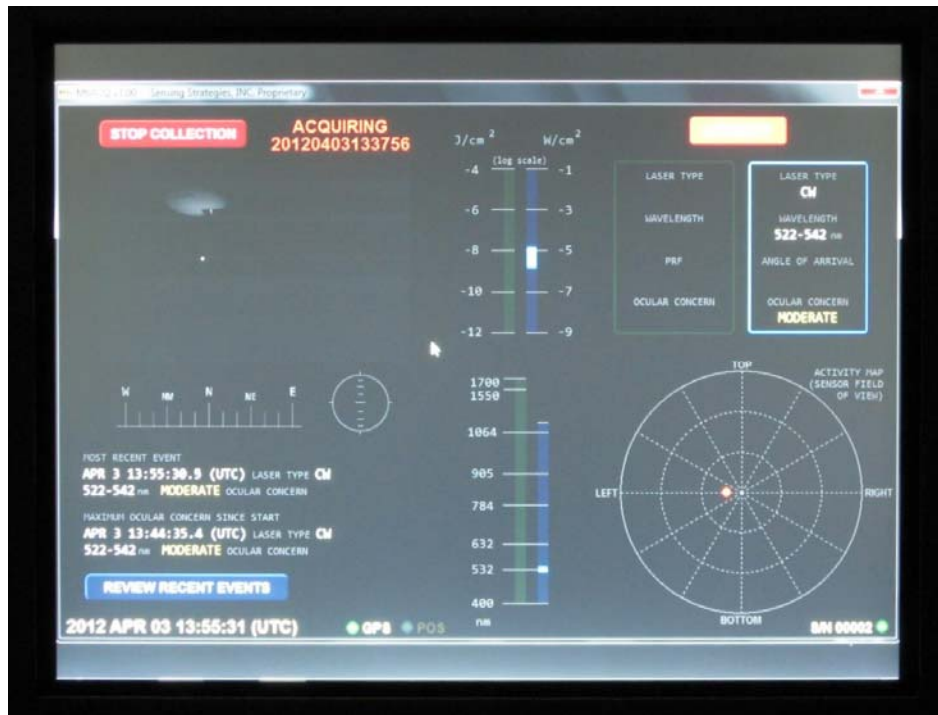 Sensing Strategies, INC, Proprietary
STOP COLLECTION
ACQUIRING
20120403133756
J/cm 2 W/cm 2
(log scale)
-4 -1
-6 -3
-8 -5
-10 -7
-12 -9
LASER TYPE
WAVELENGTH
PRF
OCULAR CONCERN
LASER TYPE
CW
WAVELENGTH
522-542 nm
ANGLE OF ARRIVAL
OCULAR CONCERN
MODERATE
W NW N NE E
1700
1550
1064
905
784
632
532
400
nm
TOP
ACTIVITY MAP
(SENSOR FIELD
OF VIEW)
LEFT
RIGHT
BOTTOM
MOST RECENT EVENT
APR 3 13:55:30.9 (UTC) LASER TYPE CW
522-542 nm MODERATE OCULAR CONCERN
MAXIMUM OCULAR CONCERN SINCE START
APR 3 13:44:35.4 (UTC) LASER TYPE CW
522-542 nm MODERATE OCULAR CONCERN
REVIEW RECENT EVENTS
2012 APR 03 13:55:31 (UTC) GPS POS
S/N 00002